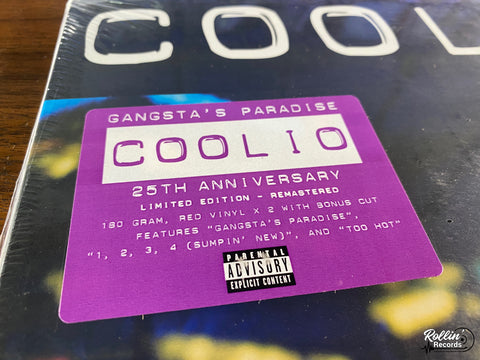 COOL
GANGSTA'S PARADISE
COOLIO
25TH ANNIVERSARY
LIMITED EDITION - REMASTERED
180 GRAM, RED VINYL X 2 WITH BONUS CUT
FEATURES "GANGSTA'S PARADISE",
"1, 2, 3, 4 (SUMPIN' NEW)", AND "TOO HOT"
PARENTAL
ADVISORY
EXPLICIT CONTENT
Rollin'
Records